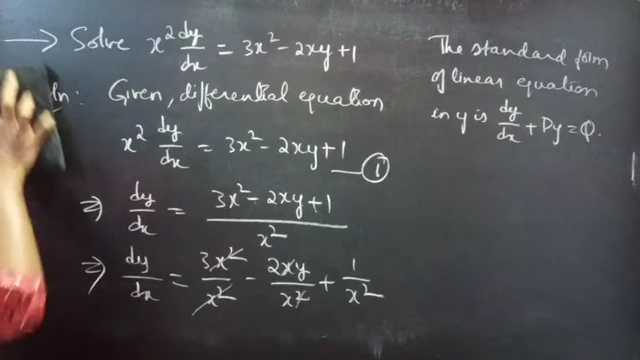 → Solve x² dy/dx = 3x² - 2xy + 1
ln: Given, differential equation
x² dy/dx = 3x² - 2xy + 1 — ①
⇒ dy/dx = (3x² - 2xy + 1)/x²
⇒ dy/dx = 3x²/x² - 2xy/x² + 1/x²
The standard form
of linear equation
in y is dy/dx + Py = Q.